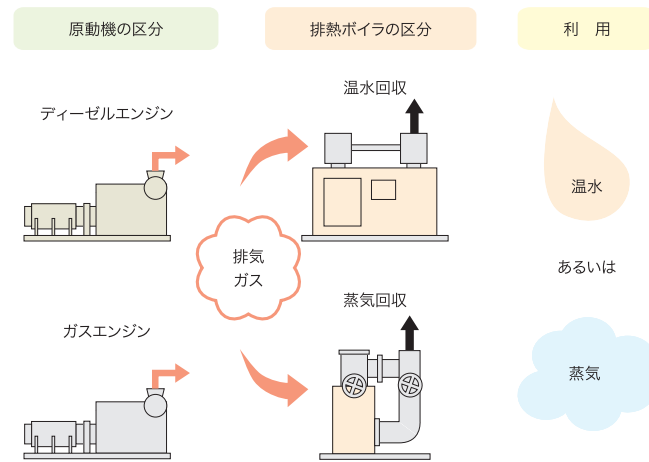 原動機の区分
排熱ボイラの区分
利　用
ディーゼルエンジン
温水回収
温水
排気
ガス
あるいは
ガスエンジン
蒸気回収
蒸気